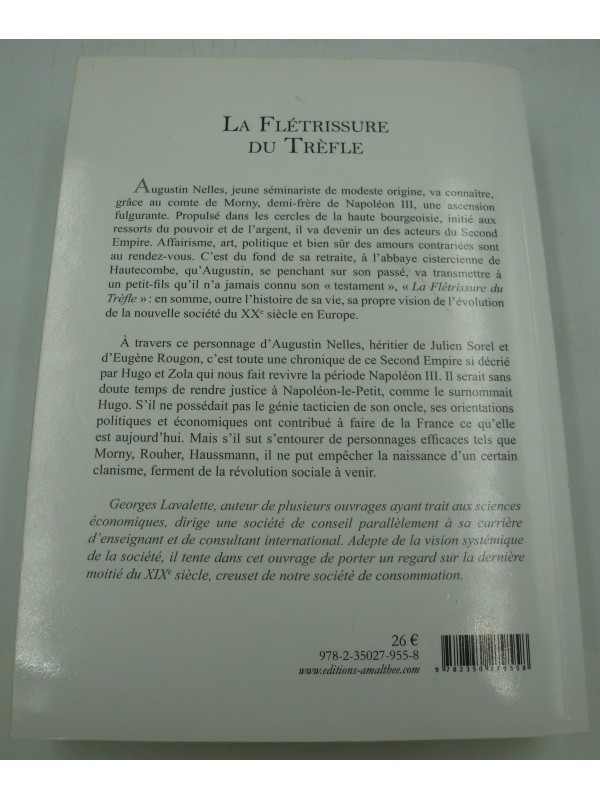 LA FLÉTRISSURE
DU TRÈFLE
Augustin Nelles, jeune séminariste de modeste origine, va connaître,
grâce au comte de Morny, demi-frère de Napoléon III, une ascension
fulgurante. Propulsé dans les cercles de la haute bourgeoisie, initié aux
ressorts du pouvoir et de l'argent, il va devenir un des acteurs du Second
Empire. Affairisme, art, politique et bien sûr des amours contrariées sont
au rendez-vous. C'est du fond de sa retraite, à l'abbaye cistercienne de
Hautecombe, qu'Augustin, se penchant sur son passé, va transmettre à
un petit-fils qu'il n'a jamais connu son « testament », « La Flétrissure du
Trèfle » : en somme, outre l'histoire de sa vie, sa propre vision de l'évolution
de la nouvelle société du XXe siècle en Europe.
À travers ce personnage d'Augustin Nelles, héritier de Julien Sorel et
d'Eugène Rougon, c'est toute une chronique de ce Second Empire si décrié
par Hugo et Zola qui nous fait revivre la période Napoléon III. Il serait sans
doute temps de rendre justice à Napoléon-le-Petit, comme le surnommait
Hugo. S'il ne possédait pas le génie tacticien de son oncle, ses orientations
politiques et économiques ont contribué à faire de la France ce qu'elle
est aujourd'hui. Mais s'il sut s'entourer de personnages efficaces tels que
Morny, Rouher, Haussmann, il ne put empêcher la naissance d'un certain
clanisme, ferment de la révolution sociale à venir.
Georges Lavalette, auteur de plusieurs ouvrages ayant trait aux sciences
économiques, dirige une société de conseil parallèlement à sa carrière
d'enseignant et de consultant international. Adepte de la vision systémique
de la société, il tente dans cet ouvrage de porter un regard sur la dernière
moitié du XIXe siècle, creuset de notre société de consommation.
26 €
978-2-35027-955-8
www.editions-amalthee.com
9 782350 279558